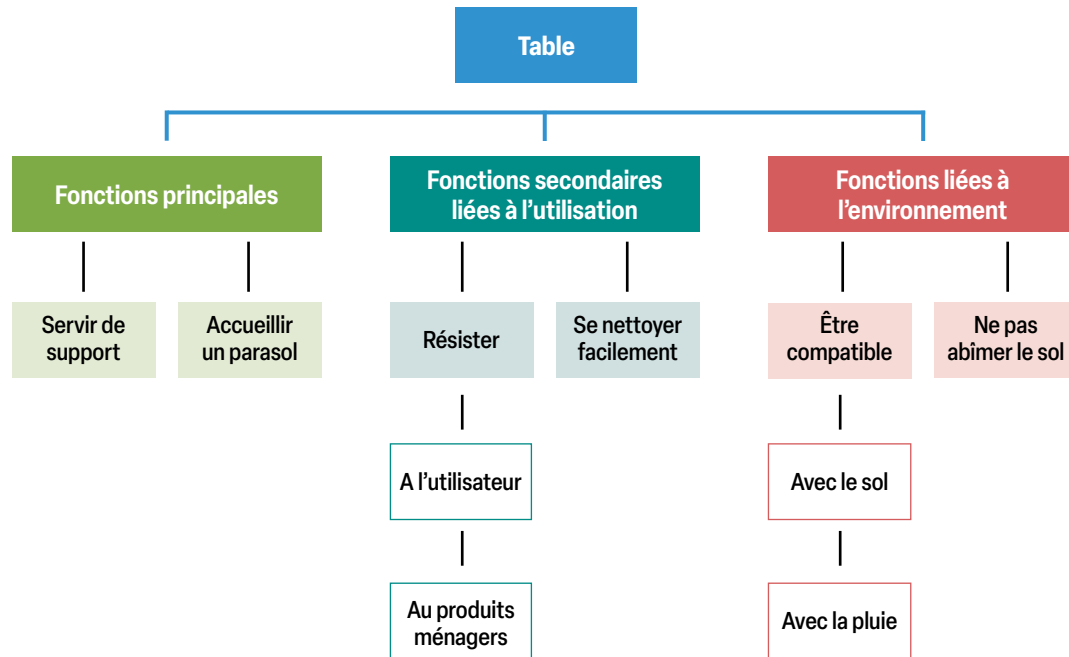 Table
Fonctions principales
Fonctions secondaires
liées à l’utilisation
Fonctions liées à
l’environnement
Servir de
support
Accueillir
un parasol
Résister
Se nettoyer
facilement
Être
compatible
Ne pas
abîmer le sol
A l’utilisateur
Avec le sol
Au produits
ménagers
Avec la pluie